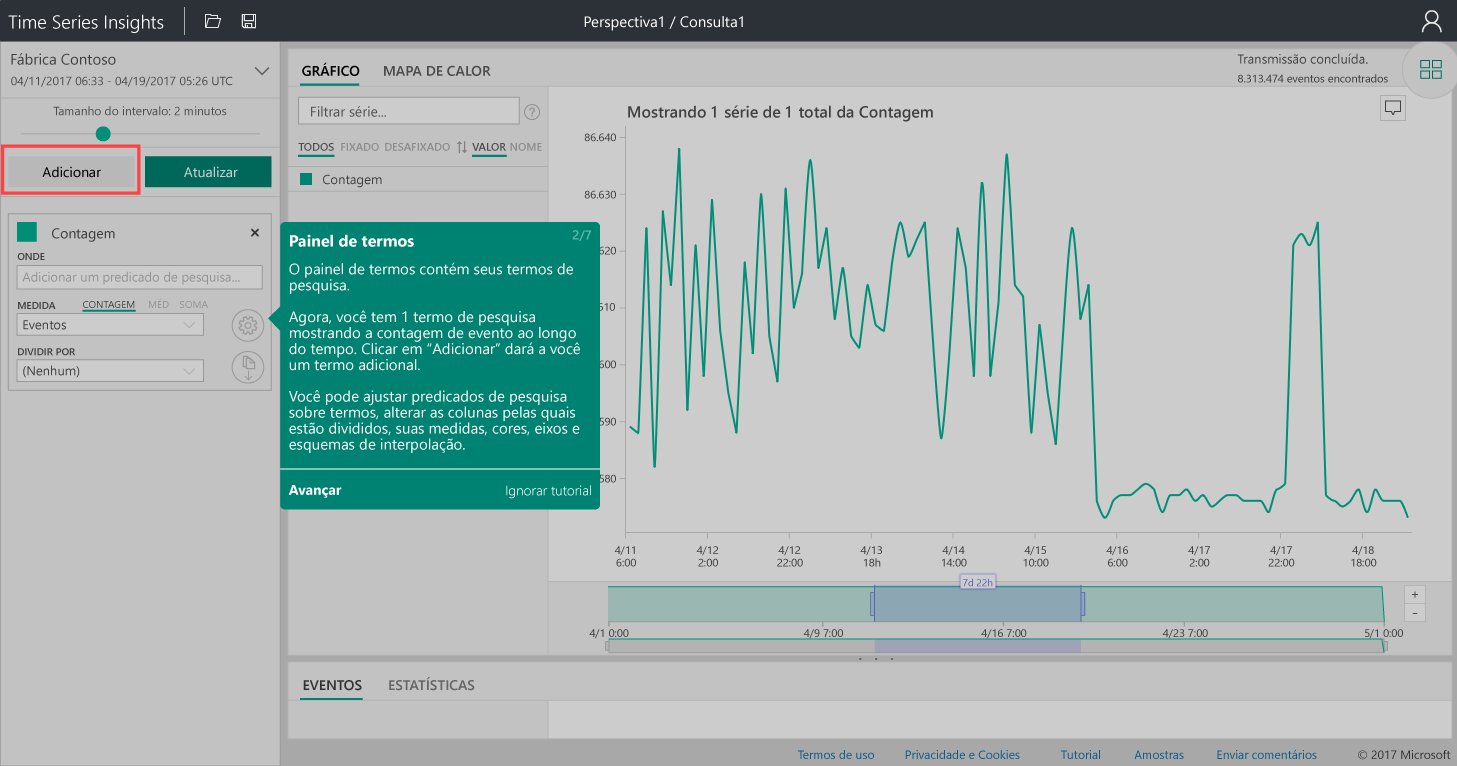 Time Series Insights
Perspectiva1 / Consulta1
Fábrica Contoso
04/11/2017 06:33 - 04/19/2017 05:26 UTC
Tamanho do intervalo: 2 minutos
Adicionar
Atualizar
Contagem
×
ONDE
Adicionar um predicado de pesquisa...
MEDIDA CONTAGEM MÉD SOMA
Eventos
DIVIDIR POR
(Nenhum)
GRÁFICO MAPA DE CALOR
Transmissão concluída.
8.313.474 eventos encontrados
Filtrar série...
?
TODOS FIXADO DESAFIXADO VALOR NOME
Contagem
Painel de termos 2/7
O painel de termos contém seus termos de
pesquisa.
Agora, você tem 1 termo de pesquisa
mostrando a contagem de evento ao longo
do tempo. Clicar em “Adicionar” dará a você
um termo adicional.
Você pode ajustar predicados de pesquisa
sobre termos, alterar as colunas pelas quais
estão divididos, suas medidas, cores, eixos e
esquemas de interpolação.
Avançar Ignorar tutorial
Mostrando 1 série de 1 total da Contagem
86.640
86.630
620
610
600
590
580
4/11 4/12 4/12 4/13 4/14 4/15 4/16 4/17 4/17 4/18
6:00 2:00 22:00 18h 14:00 10:00 6:00 2:00 22:00 18:00
7d 22h
+
-
4/1 0:00 4/9 7:00 4/16 7:00 4/23 7:00 5/1 0:00
EVENTOS ESTATÍSTICAS
Termos de uso Privacidade e Cookies Tutorial Amostras Enviar comentários © 2017 Microsoft